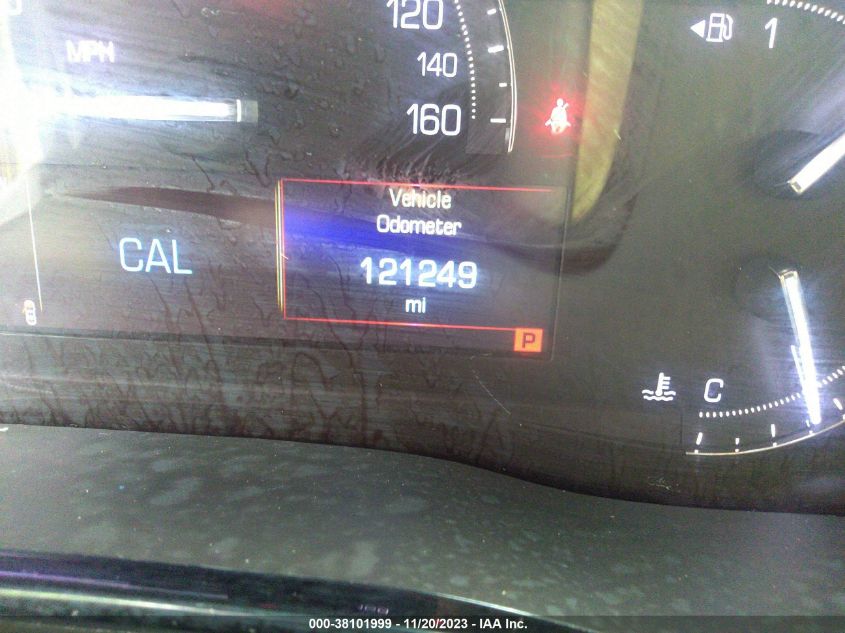 120
1
MPH
140
160
Vehicle
Odometer
CAL
121249
mi
P
C
000-38101999 - 11/20/2023 - IAA Inc.